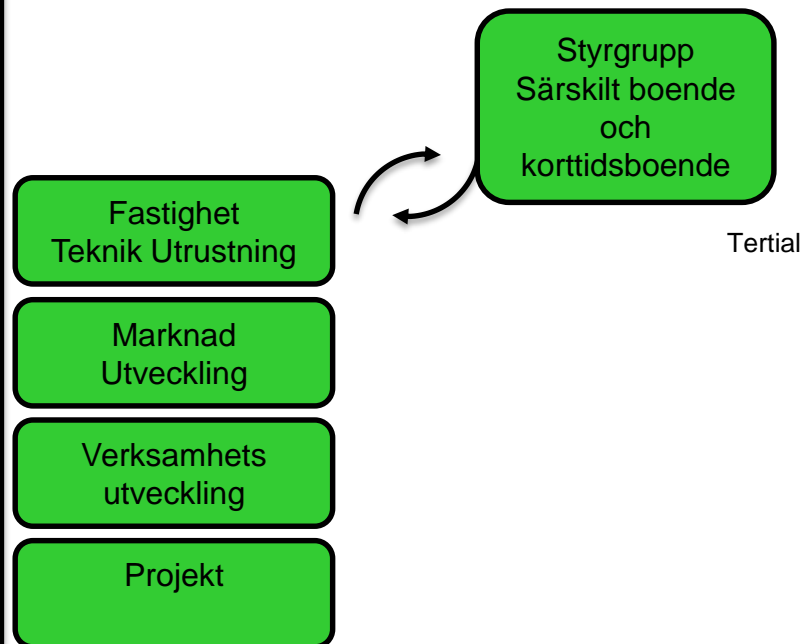 Styrgrupp
Särskilt boende
och
korttidsboende
Tertial
Fastighet
Teknik Utrustning
Marknad
Utveckling
Verksamhets
utveckling
Projekt